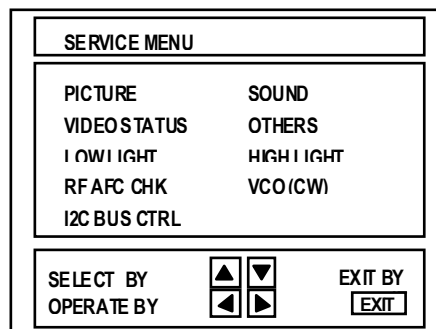 SERVICE MENU
PICTURE SOUND
VIDEO STATUS OTHERS
LOW LIGHT HIGH LIGHT
RF AFC CHK VCO (CW)
I2C BUS CTRL
SELECT BY ▲ ▼ EXIT BY
OPERATE BY ◀ ▶ EXIT